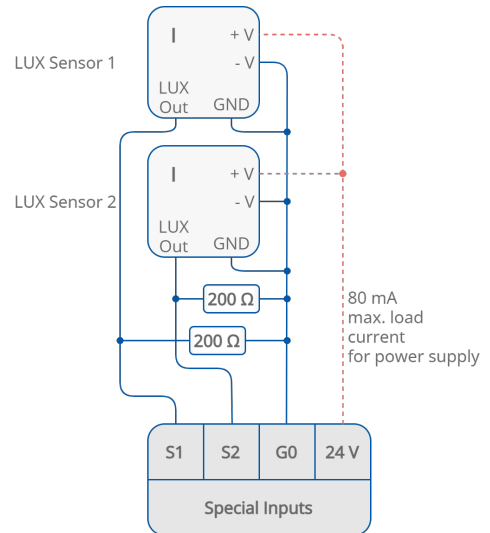 I
+ V
LUX Sensor 1
- V
LUX
Out
GND
I
+ V
LUX Sensor 2
- V
LUX
Out
GND
200 Ω
80 mA
max. load
current
for power supply
200 Ω
S1
S2
G0
24 V
Special Inputs